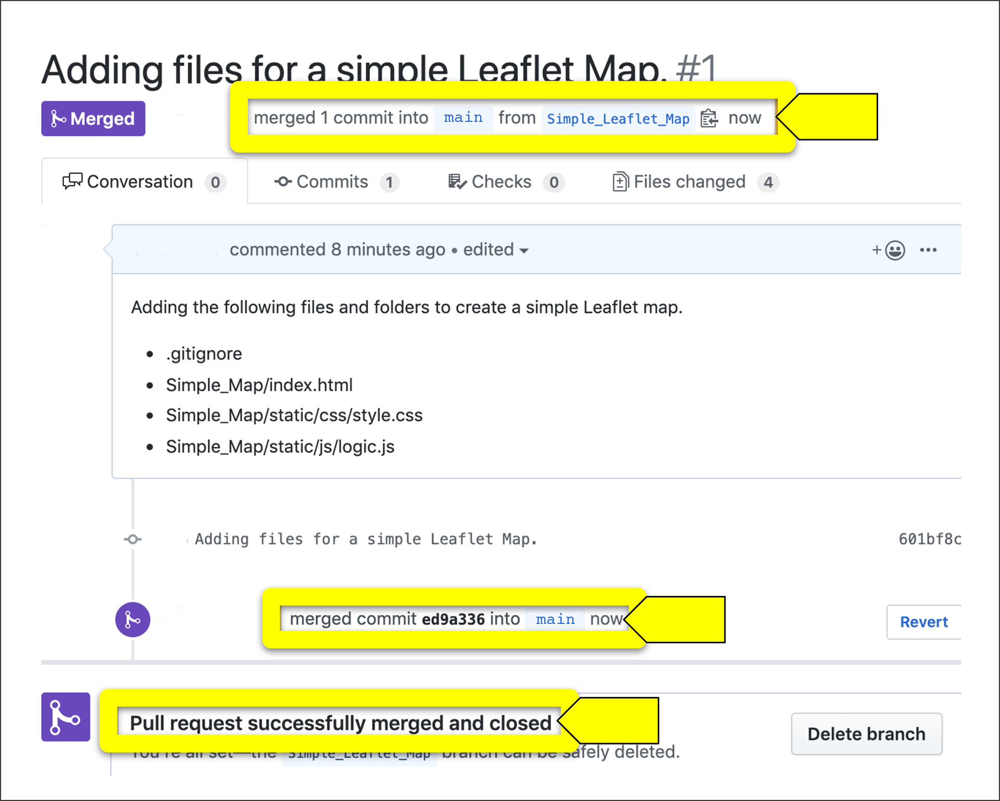 Adding files for a simple Leaflet Map. #1
Merged merged 1 commit into main from Simple_Leaflet_Map now
Conversation 0 Commits 1 Checks 0 Files changed 4
commented 8 minutes ago • edited
Adding the following files and folders to create a simple Leaflet map.
• .gitignore
• Simple_Map/index.html
• Simple_Map/static/css/style.css
• Simple_Map/static/js/logic.js
Adding files for a simple Leaflet Map. 601bf8c
merged commit ed9a336 into main now Revert
Pull request successfully merged and closed
Delete branch
You're all set—the Simple_Leaflet_Map branch can be safely deleted.